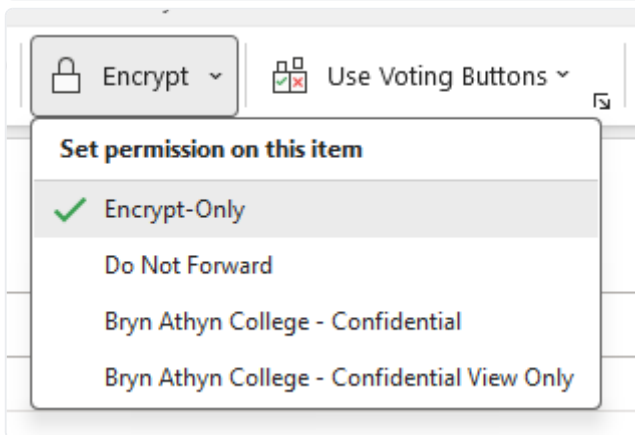 Encrypt
Use Voting Buttons
Set permission on this item
Encrypt-Only
Do Not Forward
Bryn Athyn College - Confidential
Bryn Athyn College - Confidential View Only